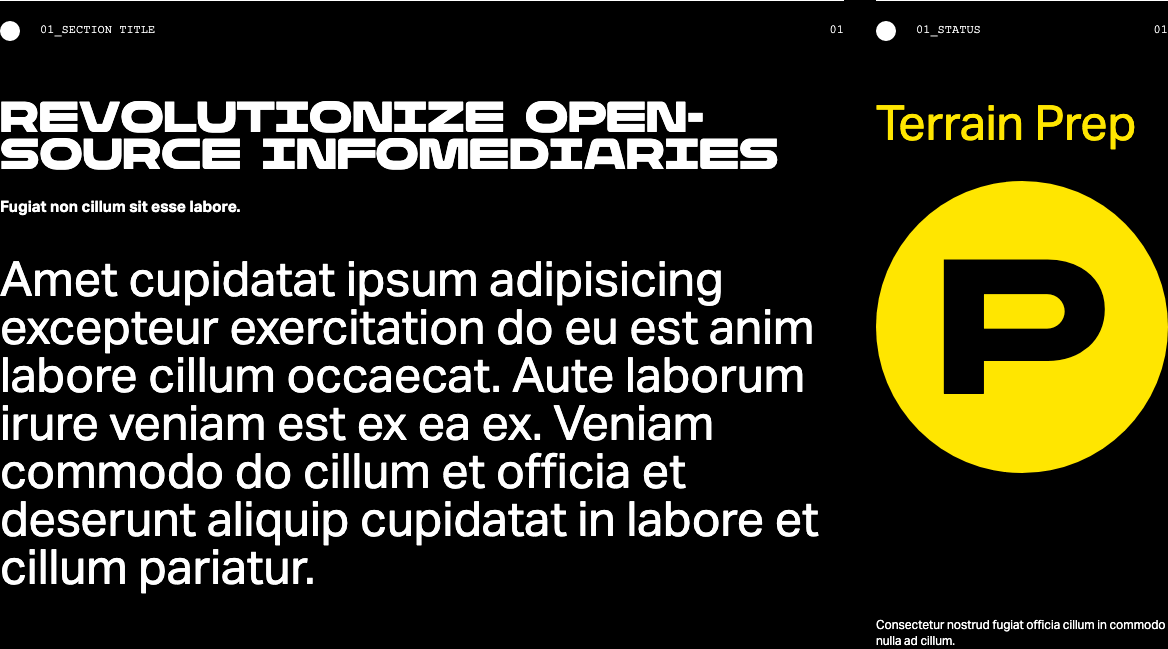 01_SECTION TITLE
01
REVOLUTIONIZE OPEN-
SOURCE INFOMEDIARIES
Fugiat non cillum sit esse labore.
Amet cupidatat ipsum adipisicing
excepteur exercitation do eu est anim
labore cillum occaecat. Aute laborum
irure veniam est ex ea ex. Veniam
commodo do cillum et officia et
deserunt aliquip cupidatat in labore et
cillum pariatur.
01_STATUS
01
Terrain Prep
P
Consectetur nostrud fugiat officia cillum in commodo
nulla ad cillum.